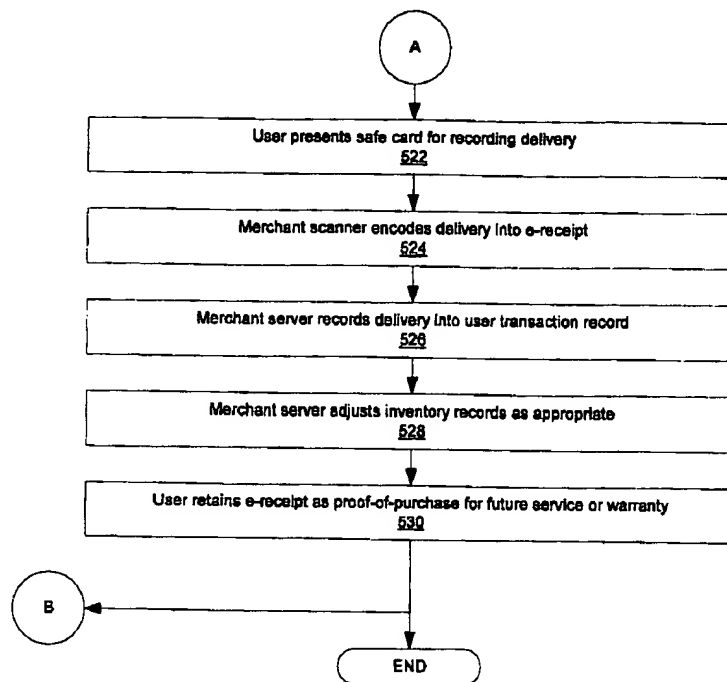 A
User presents safe card for recording delivery
522
Merchant scanner encodes delivery into e-receipt
524
Merchant server records delivery into user transaction record
526
Merchant server adjusts inventory records as appropriate
528
User retains e-receipt as proof-of-purchase for future service or warranty
530
B
END